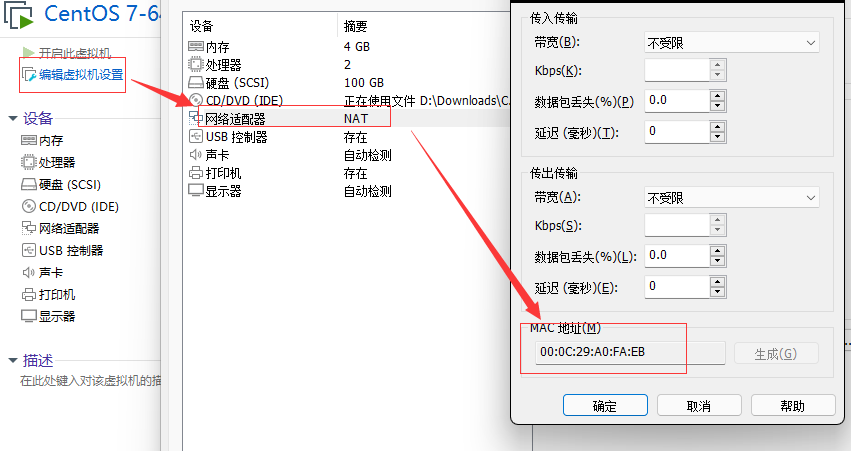 CentOS 7-64
开启此虚拟机
编辑虚拟机设置
设备
内存
处理器
硬盘 (SCSI)
CD/DVD (IDE)
网络适配器
USB 控制器
声卡
打印机
显示器
描述
在此处键入对该虚拟机的描
设备 摘要
内存 4 GB
处理器 2
硬盘 (SCSI) 100 GB
CD/DVD (IDE) 正在使用文件 D:\Downloads\C...
网络适配器 NAT
USB 控制器 存在
声卡 自动检测
打印机 存在
显示器 自动检测
传入传输
带宽(B): 不受限
Kbps(K):
数据包丢失(%)(P) 0.0
延迟 (毫秒)(T): 0
传出传输
带宽(A): 不受限
Kbps(S):
数据包丢失(%)(L): 0.0
延迟 (毫秒)(E): 0
MAC 地址(M)
00:0C:29:A0:FA:EB 生成(G)
确定 取消 帮助